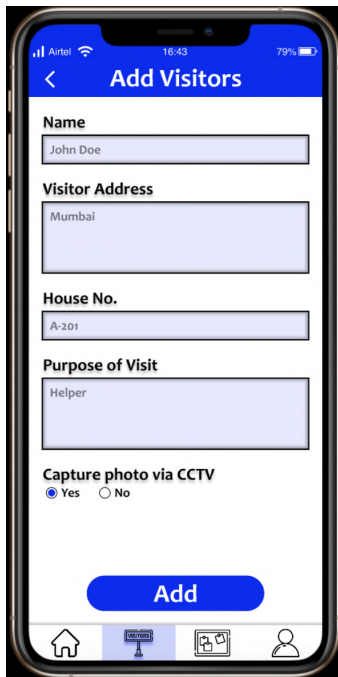 Airtel 16:43 79%
Add Visitors
Name
John Doe
Visitor Address
Mumbai
House No.
A-201
Purpose of Visit
Helper
Capture photo via CCTV
Yes No
Add
VISITORS